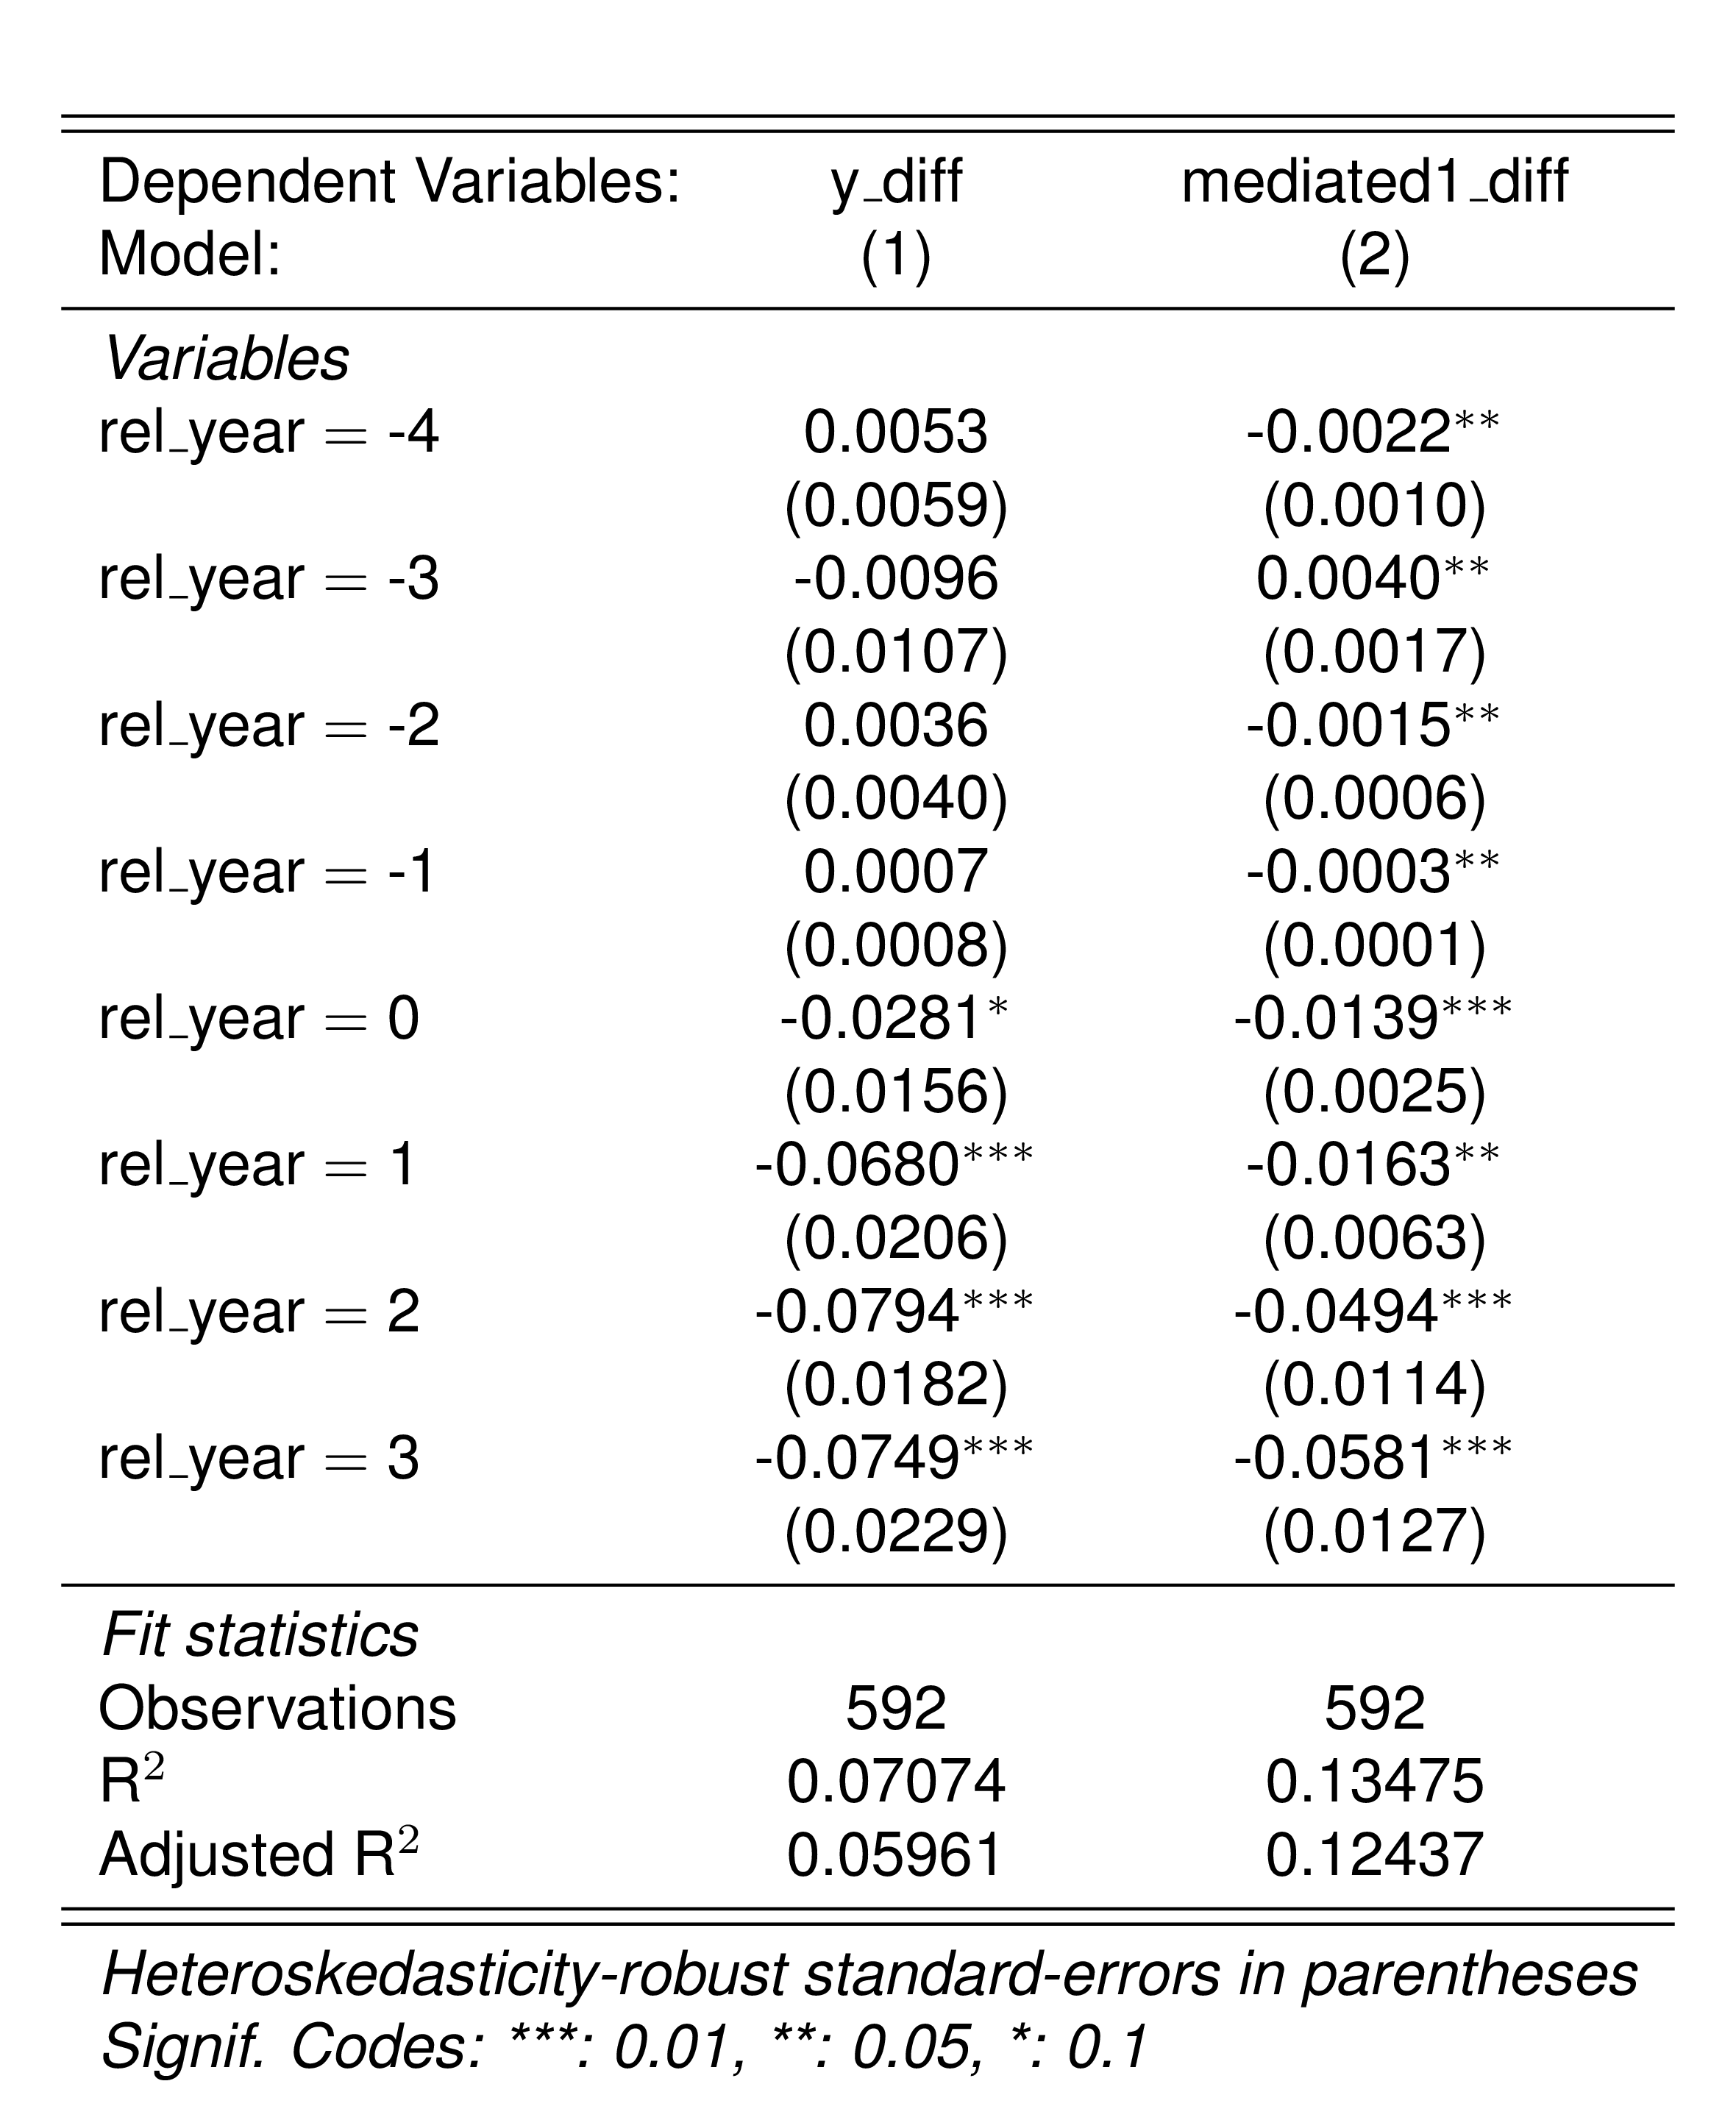 Dependent Variables: y_diff mediated1_diff
Model: (1) (2)
Variables
rel_year = -4 0.0053 -0.0022**
(0.0059) (0.0010)
rel_year = -3 -0.0096 0.0040**
(0.0107) (0.0017)
rel_year = -2 0.0036 -0.0015**
(0.0040) (0.0006)
rel_year = -1 0.0007 -0.0003**
(0.0008) (0.0001)
rel_year = 0 -0.0281* -0.0139***
(0.0156) (0.0025)
rel_year = 1 -0.0680*** -0.0163**
(0.0206) (0.0063)
rel_year = 2 -0.0794*** -0.0494***
(0.0182) (0.0114)
rel_year = 3 -0.0749*** -0.0581***
(0.0229) (0.0127)
Fit statistics
Observations 592 592
R² 0.07074 0.13475
Adjusted R² 0.05961 0.12437
Heteroskedasticity-robust standard-errors in parentheses
Signif. Codes: ***: 0.01, **: 0.05, *: 0.1